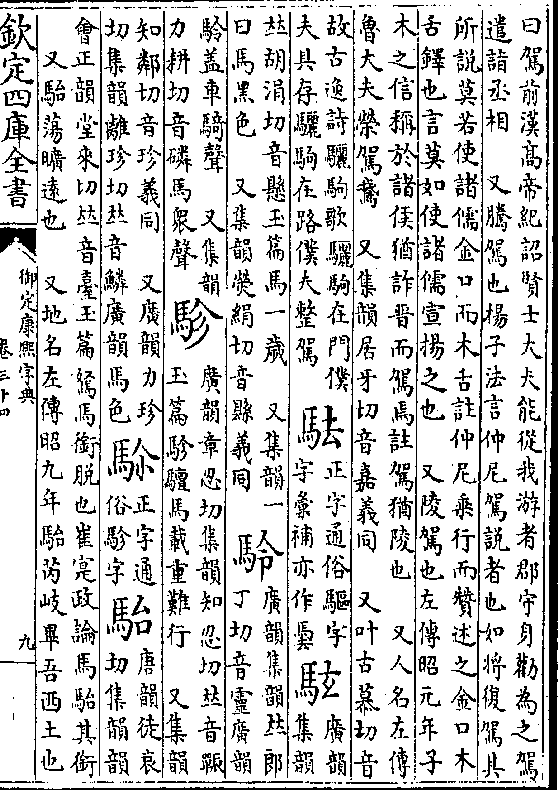 曰駕前漢髙帝紀詔賢士大夫能從我游者郡守身勸為之駕
遣詣丞相　又騰駕也揚子法言仲尼駕説者也如將復駕其
所説莫若使諸儒金口而木舌註仲尼乘行而贊述之金口木
舌鐸也言莫如使諸儒宣揚之也　又陵駕也左傳昭元年子
木之信稱於諸侯猶詐晉而駕焉註駕猶陵也　又人名左傳
魯大夫榮駕鵞　又集韻居牙切音嘉義同　又叶古慕切音
故古逸詩驪駒歌驪駒在門僕
夫具存驪駒在路僕夫整駕
正字通俗驅字
字彙補亦作
廣韻
集韻
𠀤胡涓切音懸玉篇馬一歲　又集韻一
曰馬黑色　又集韻熒絹切音縣義同
駖
廣韻集韻𠀤郎
丁切音靈廣韻
駖蓋車騎聲　又集韻
力耕切音磷馬衆聲
駗
廣韻章忍切集韻知忍切𠀤音
玉篇駗驙馬載重難行　又集韻
知鄰切音珍義同　又廣韻力珍
切集韻離珍切𠀤音鱗廣韻馬色
正字通
俗駗字
駘
唐韻徒哀
切集韻韻
會正韻堂來切𠀤音臺玉篇駑馬銜脱也崔寔政論馬駘其銜
又駘蕩曠遠也　又地名左傳昭九年駘芮岐畢吾西土也
欽定四庫全書
御定康熙字典
卷三十四
九